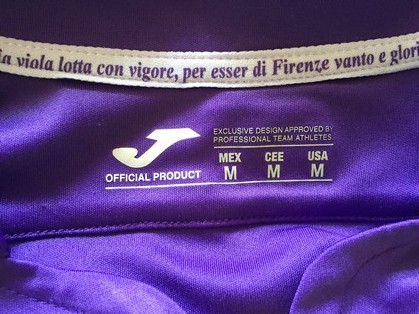 viola lotta con vigore, per esser di Firenze vanto e glori
EXCLUSIVE DESIGN APPROVED BY
PROFESSIONAL TEAM ATHLETES.
OFFICIAL PRODUCT
MEX CEE USA
M M M